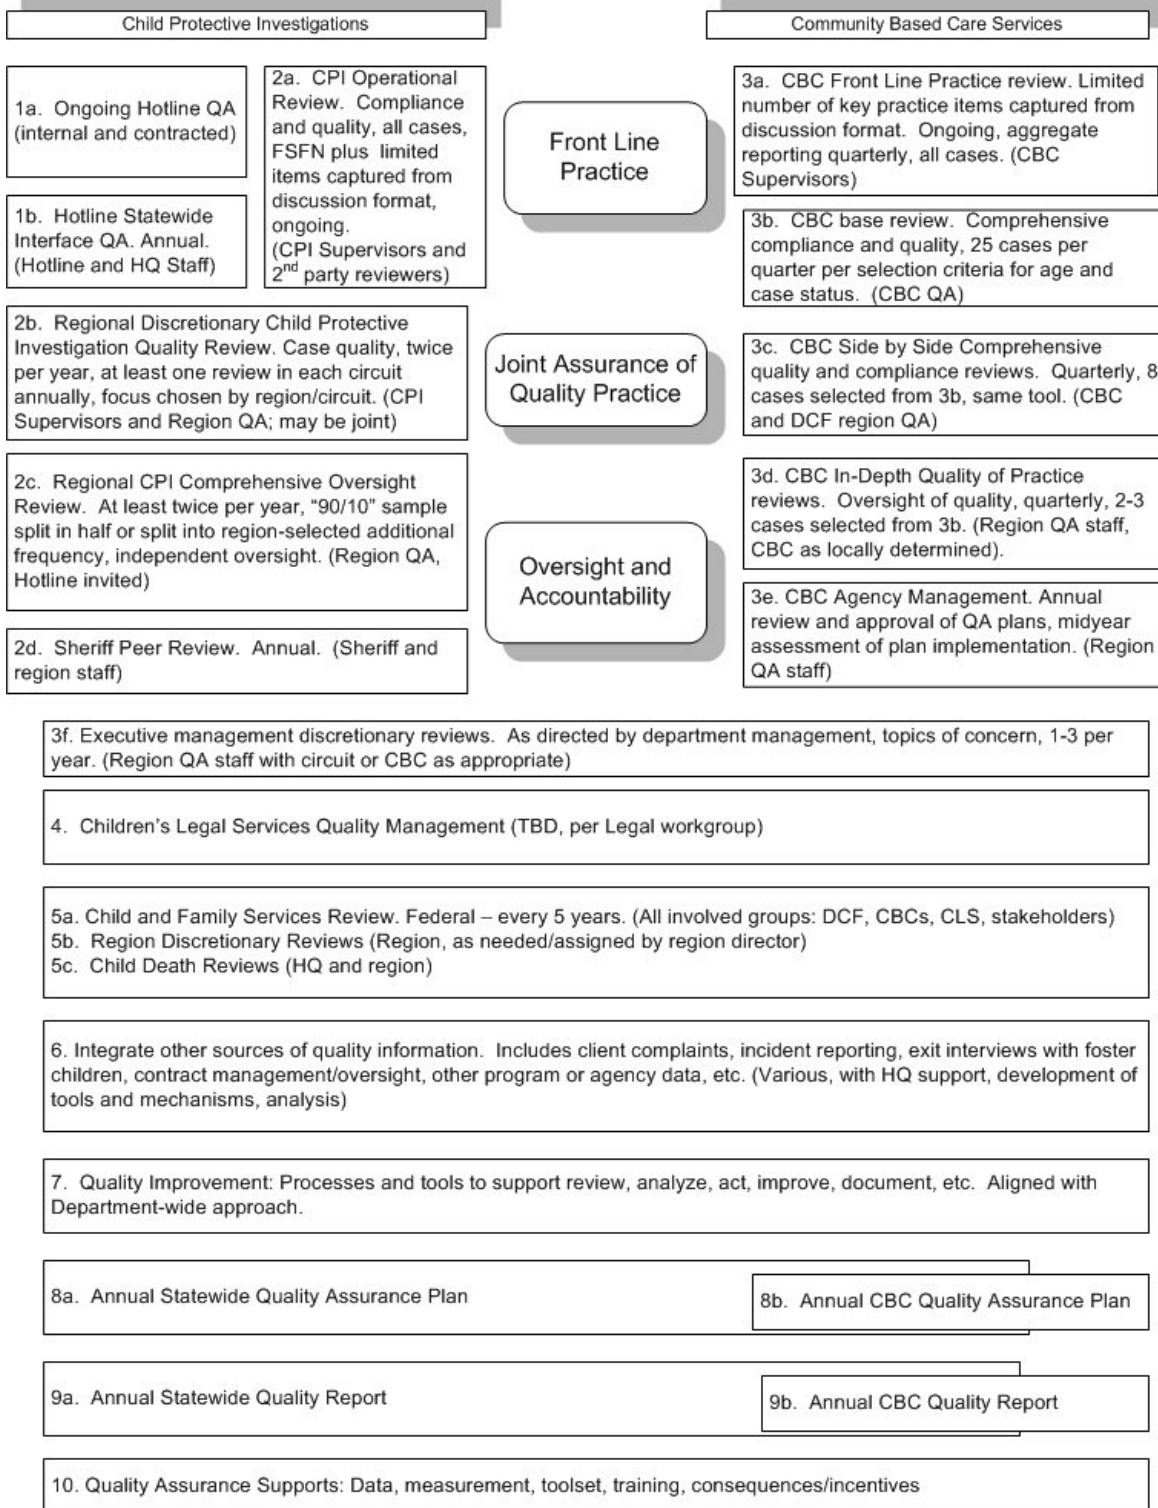 Child Protective Investigations
Community Based Care Services
1a.  Ongoing Hotline QA
(internal and contracted)
1b.  Hotline Statewide
Interface QA. Annual.
(Hotline and HQ Staff)
2a.  CPI Operational
Review.  Compliance
and quality, all cases,
FSFN plus  limited
items captured from
discussion format,
ongoing.
(CPI Supervisors and
2nd party reviewers)
Front Line
Practice
3a.  CBC Front Line Practice review. Limited
number of key practice items captured from
discussion format.  Ongoing, aggregate
reporting quarterly, all cases. (CBC
Supervisors)
3b.  CBC base review.  Comprehensive
compliance and quality, 25 cases per
quarter per selection criteria for age and
case status.  (CBC QA)
2b.  Regional Discretionary Child Protective
Investigation Quality Review. Case quality, twice
per year, at least one review in each circuit
annually, focus chosen by region/circuit. (CPI
Supervisors and Region QA; may be joint)
Joint Assurance of
Quality Practice
3c.  CBC Side by Side Comprehensive
quality and compliance reviews.  Quarterly, 8
cases selected from 3b, same tool. (CBC
and DCF region QA)
2c.  Regional CPI Comprehensive Oversight
Review.  At least twice per year, “90/10” sample
split in half or split into region-selected additional
frequency, independent oversight. (Region QA,
Hotline invited)
Oversight and
Accountability
3d. CBC In-Depth Quality of Practice
reviews.  Oversight of quality, quarterly, 2-3
cases selected from 3b. (Region QA staff,
CBC as locally determined).
2d.  Sheriff Peer Review.  Annual.  (Sheriff and
region staff)
3e. CBC Agency Management. Annual
review and approval of QA plans, midyear
assessment of plan implementation. (Region
QA staff)
3f. Executive management discretionary reviews.  As directed by department management, topics of concern, 1-3 per
year. (Region QA staff with circuit or CBC as appropriate)
4.  Children’s Legal Services Quality Management (TBD, per Legal workgroup)
5a. Child and Family Services Review. Federal – every 5 years. (All involved groups: DCF, CBCs, CLS, stakeholders)
5b.  Region Discretionary Reviews (Region, as needed/assigned by region director)
5c.  Child Death Reviews (HQ and region)
6. Integrate other sources of quality information.  Includes client complaints, incident reporting, exit interviews with foster
children, contract management/oversight, other program or agency data, etc. (Various, with HQ support, development of
tools and mechanisms, analysis)
7.  Quality Improvement: Processes and tools to support review, analyze, act, improve, document, etc.  Aligned with
Department-wide approach.
8a.  Annual Statewide Quality Assurance Plan
8b.  Annual CBC Quality Assurance Plan
9a.  Annual Statewide Quality Report
9b.  Annual CBC Quality Report
10. Quality Assurance Supports: Data, measurement, toolset, training, consequences/incentives